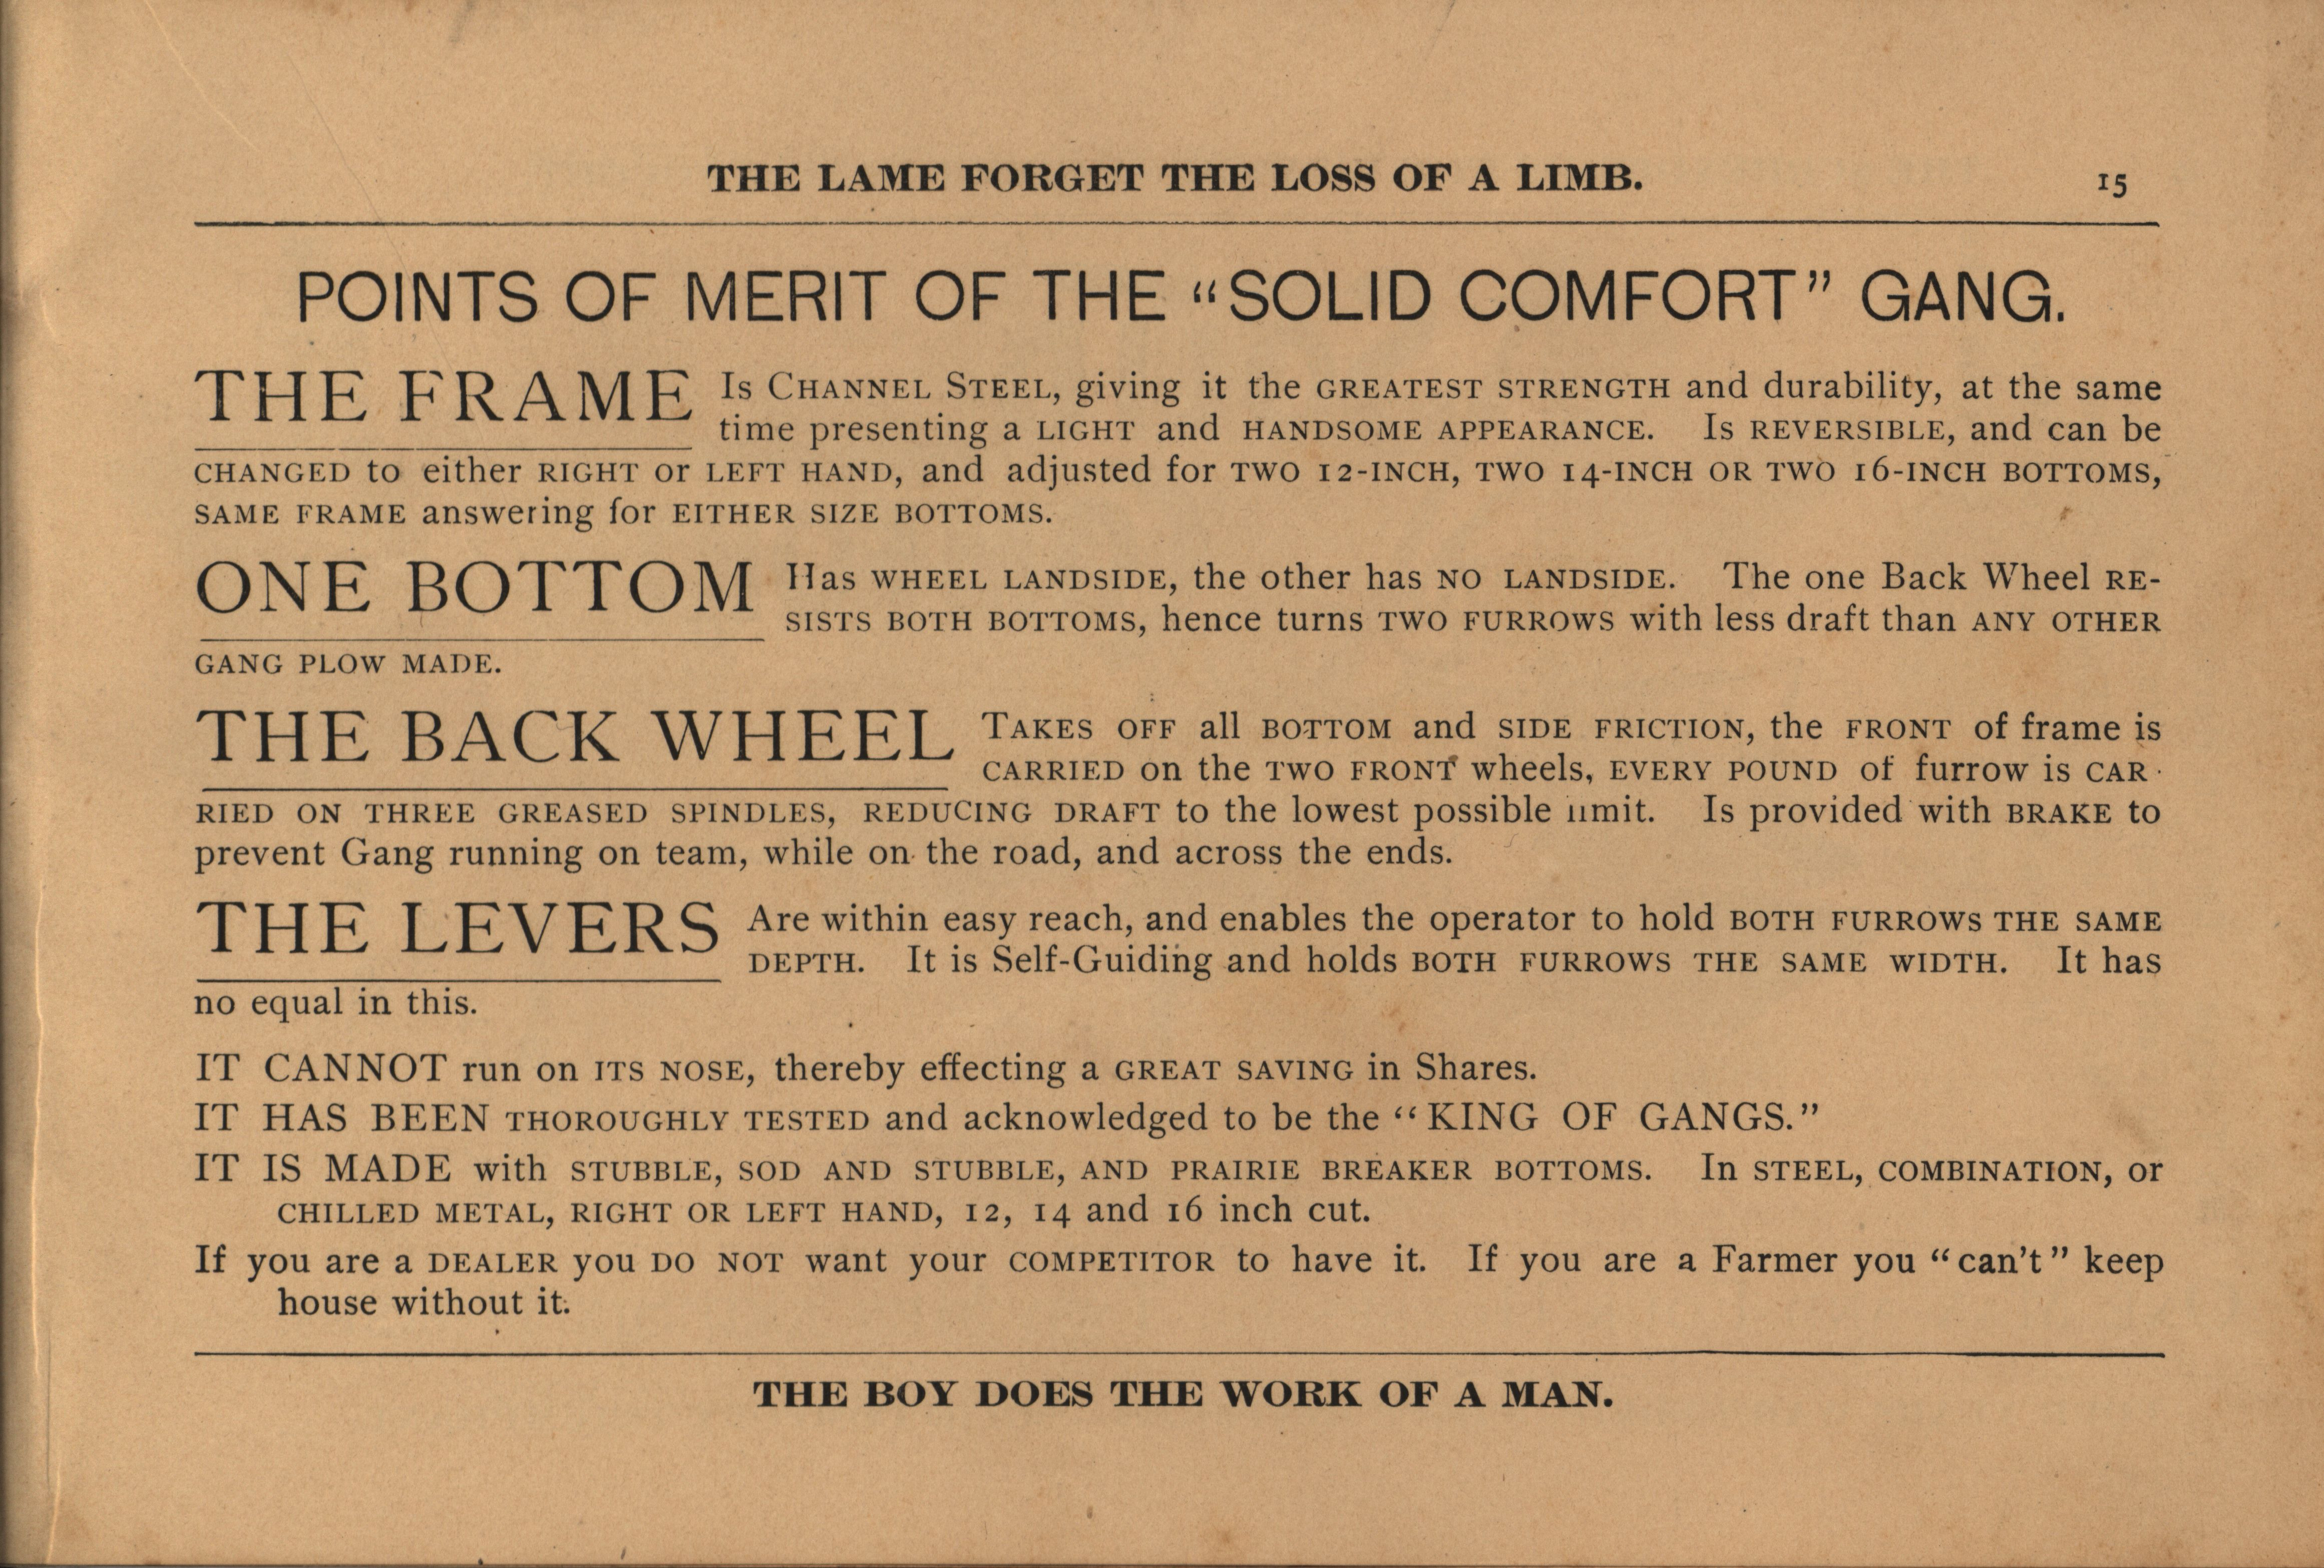 THE LAME FORGET THE LOSS OF A LIMB. 15
POINTS OF MERIT OF THE “SOLID COMFORT” GANG.
THE FRAME Is CHANNEL STEEL, giving it the GREATEST STRENGTH and durability, at the same
time presenting a LIGHT and HANDSOME APPEARANCE. Is REVERSIBLE, and can be
CHANGED to either RIGHT or LEFT HAND, and adjusted for TWO 12-INCH, TWO 14-INCH OR TWO 16-INCH BOTTOMS,
SAME FRAME answering for EITHER SIZE BOTTOMS.
ONE BOTTOM Has WHEEL LANDSIDE, the other has NO LANDSIDE. The one Back Wheel RE-
SISTS BOTH BOTTOMS, hence turns TWO FURROWS with less draft than ANY OTHER
GANG PLOW MADE.
THE BACK WHEEL TAKES OFF all BOTTOM and SIDE FRICTION, the FRONT of frame is
CARRIED on the TWO FRONT wheels, EVERY POUND of furrow is CAR-
RIED ON THREE GREASED SPINDLES, REDUCING DRAFT to the lowest possible limit. Is provided with BRAKE to
prevent Gang running on team, while on the road, and across the ends.
THE LEVERS Are within easy reach, and enables the operator to hold BOTH FURROWS THE SAME
DEPTH. It is Self-Guiding and holds BOTH FURROWS THE SAME WIDTH. It has
no equal in this.
IT CANNOT run on ITS NOSE, thereby effecting a GREAT SAVING in Shares.
IT HAS BEEN THOROUGHLY TESTED and acknowledged to be the “KING OF GANGS.”
IT IS MADE with STUBBLE, SOD AND STUBBLE, AND PRAIRIE BREAKER BOTTOMS. In STEEL, COMBINATION, or
CHILLED METAL, RIGHT OR LEFT HAND, 12, 14 and 16 inch cut.
If you are a DEALER you DO NOT want your COMPETITOR to have it. If you are a Farmer you “can't” keep
house without it.
THE BOY DOES THE WORK OF A MAN.